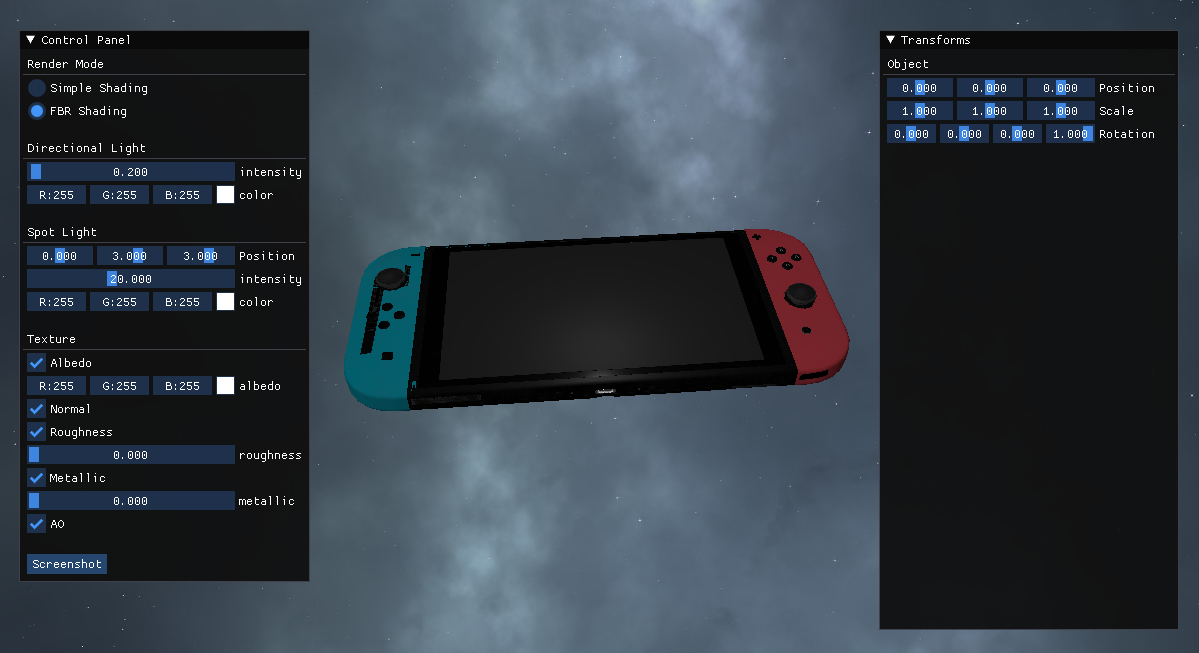 Control Panel
Render Mode
Simple Shading
FBR Shading
Directional Light
0.200 intensity
R:255 G:255 B:255 color
Spot Light
0.000 3.000 3.000 Position
20.000 intensity
R:255 G:255 B:255 color
Texture
Albedo
R:255 G:255 B:255 albedo
Normal
Roughness
0.000 roughness
Metallic
0.000 metallic
AO
Screenshot
Transforms
Object
0.000 0.000 0.000 Position
1.000 1.000 1.000 Scale
0.000 0.000 0.000 1.000 Rotation